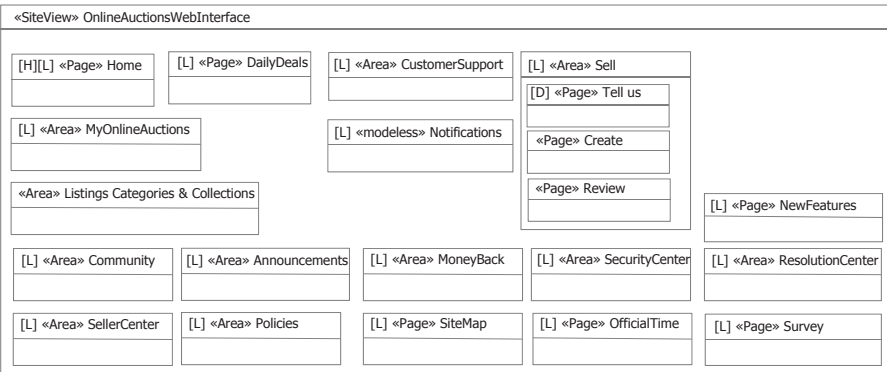 «SiteView» OnlineAuctionsWebInterface
[H][L] «Page» Home
[L] «Page» DailyDeals
[L] «Area» CustomerSupport
[L] «Area» Sell
[D] «Page» Tell us
[L] «Area» MyOnlineAuctions
[L] «modeless» Notifications
«Page» Create
«Area» Listings Categories & Collections
«Page» Review
[L] «Page» NewFeatures
[L] «Area» Community
[L] «Area» Announcements
[L] «Area» MoneyBack
[L] «Area» SecurityCenter
[L] «Area» ResolutionCenter
[L] «Area» SellerCenter
[L] «Area» Policies
[L] «Page» SiteMap
[L] «Page» OfficialTime
[L] «Page» Survey